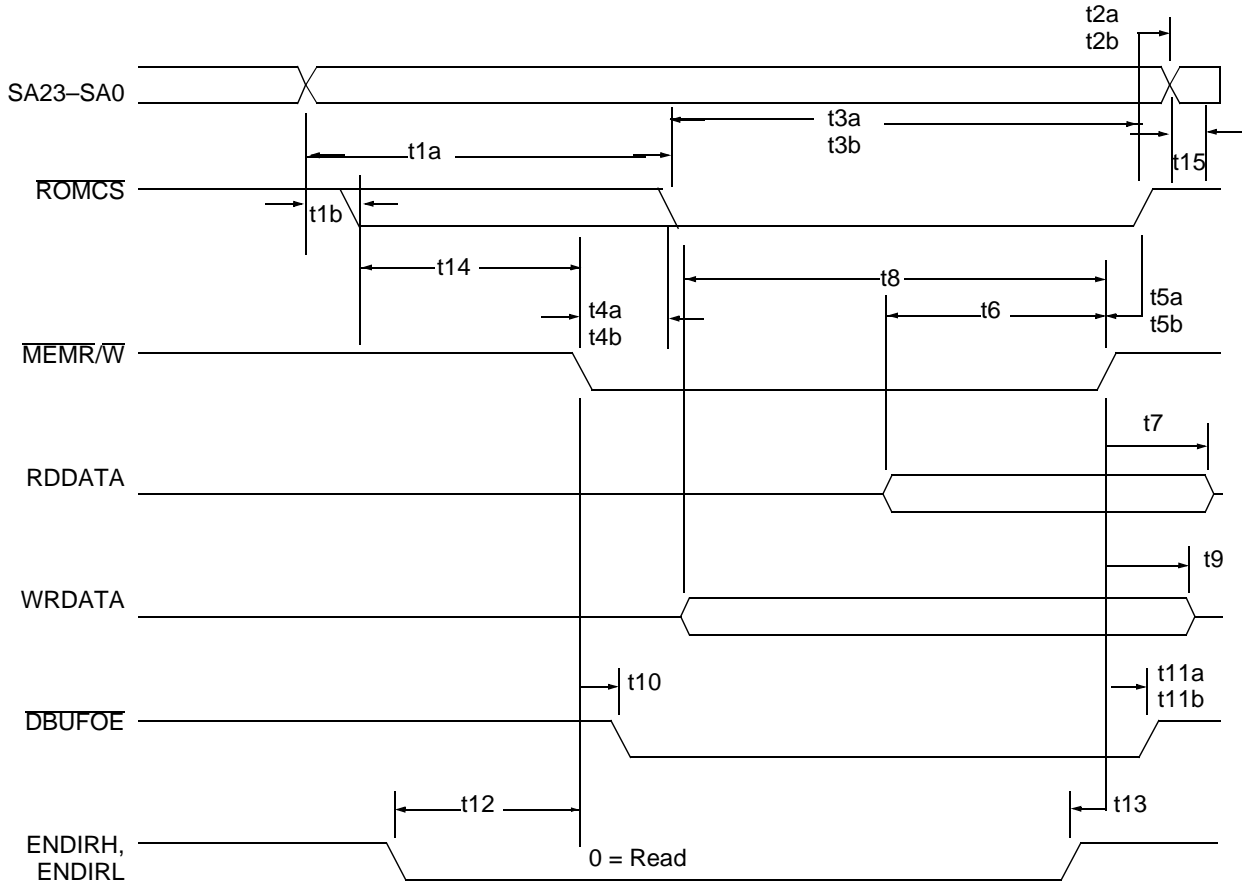 t2a
t2b
SA23–SA0
t3a
t3b
t1a
t15
ROMCS
t1b
t14
t8
t4a
t4b
t6
t5a
t5b
MEMR/W
t7
RDDATA
t9
WRDATA
t10
t11a
t11b
DBUFOE
t12
t13
ENDIRH,
ENDIRL
0 = Read